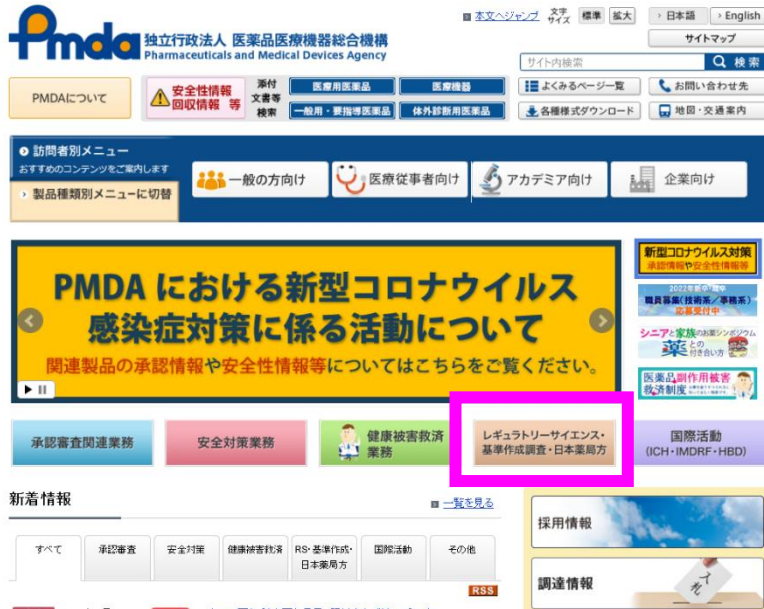 本文へジャンプ 文字サイズ 標準 拡大 日本語 English
Pmda 独立行政法人 医薬品医療機器総合機構
Pharmaceuticals and Medical Devices Agency
サイトマップ
サイト内検索 検索
PMDAについて
安全性情報
回収情報 等
添付
文書等
検索
医療用医薬品 医療機器
一般用・要指導医薬品 体外診断用医薬品
よくみるページ一覧 お問い合わせ先
各種様式ダウンロード 地図・交通案内
訪問者別メニュー
おすすめのコンテンツをご案内します
製品種類別メニューに切替
一般の方向け 医療従事者向け アカデミア向け 企業向け
PMDA における新型コロナウイルス
感染症対策に係る活動について
関連製品の承認情報や安全性情報等についてはこちらをご覧ください。
新型コロナウイルス対策
承認情報や安全性情報等
職員募集(技術系/事務系)
応募受付中
シニアと家族のお薬シンポジウム
薬との付き合い方
医薬品副作用被害
救済制度
承認審査関連業務
安全対策業務
健康被害救済
業務
レギュラトリーサイエンス・
基準作成調査・日本薬局方
国際活動
(ICH・IMDRF・HBD)
新着情報
一覧を見る
すべて 承認審査 安全対策 健康被害救済 RS・基準作成・日本薬局方 国際活動 その他
RSS
採用情報
調達情報
入札